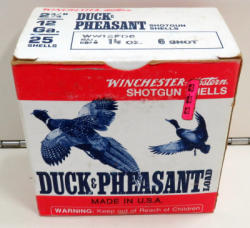 2¾
12
Ga.
25
SHELLS
DUCK & PHEASANT
SHOTGUN
SHELLS
1¼ OZ. 6 SHOT
WINCHESTER-Western
SHOTGUN SHELLS
DUCK & PHEASANT LOAD
MADE IN U.S.A.
WARNING: Keep out of Reach of Children